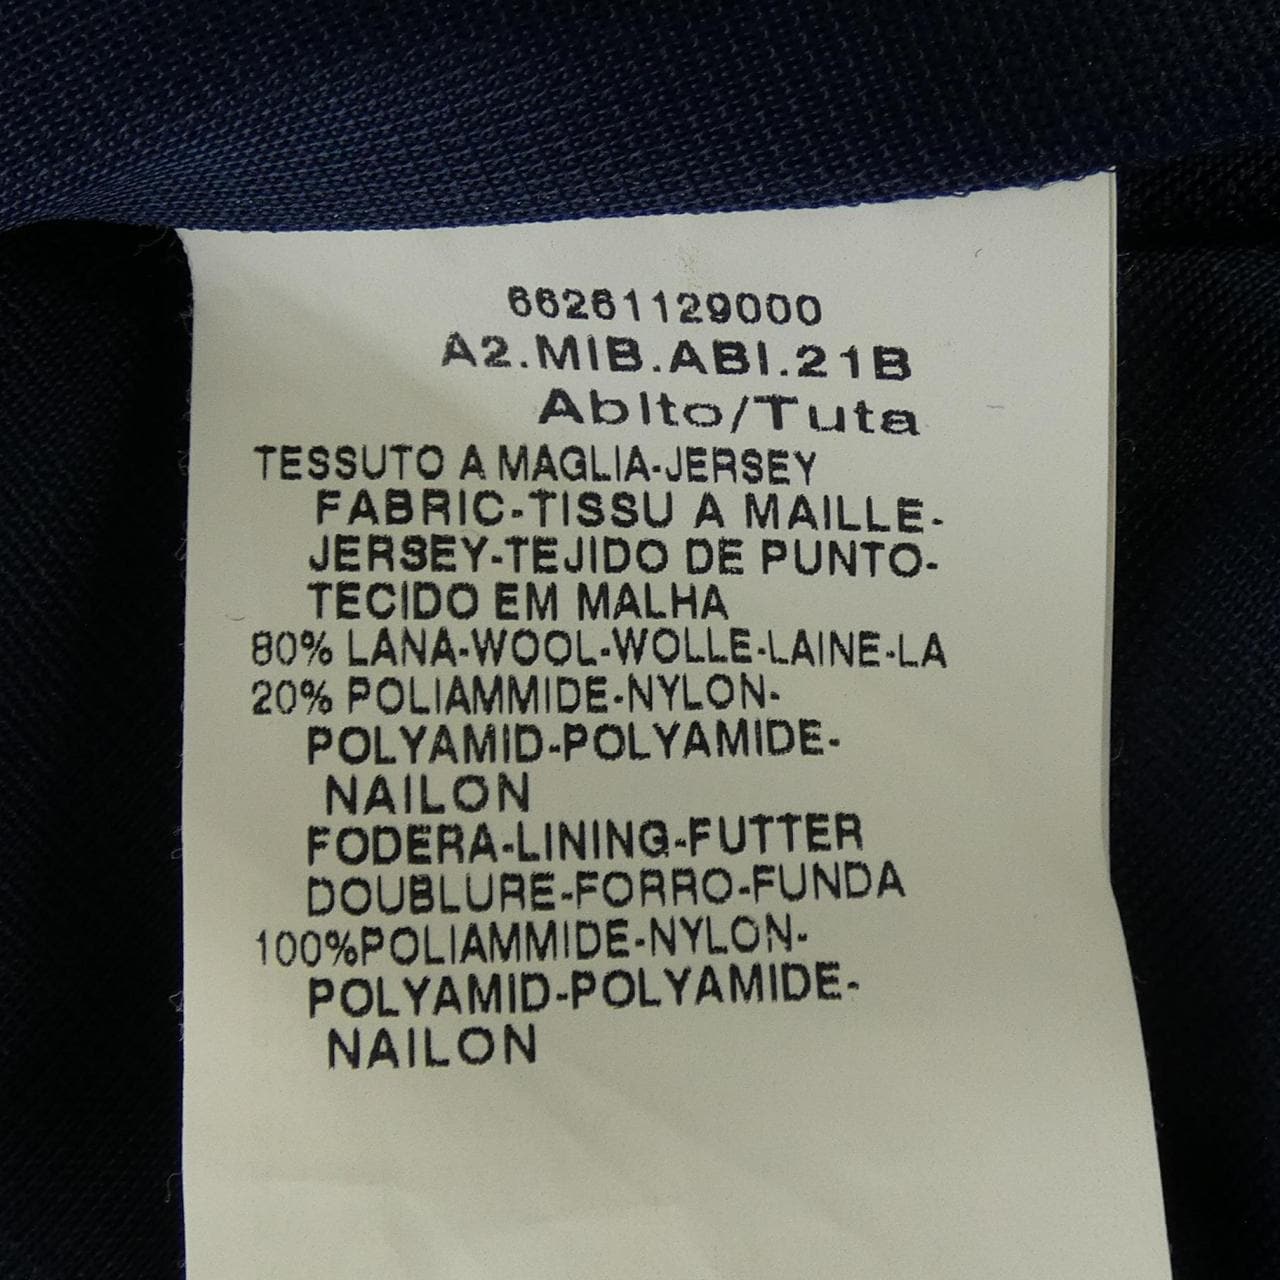 66261129000
A2.MIB.ABI.21B
Abito/Tuta
TESSUTO A MAGLIA-JERSEY
FABRIC-TISSU A MAILLE-
JERSEY-TEJIDO DE PUNTO-
TECIDO EM MALHA
80% LANA-WOOL-WOLLE-LAINE-LA
20% POLIAMMIDE-NYLON-
POLYAMID-POLYAMIDE-
NAILON
FODERA-LINING-FUTTER
DOUBLURE-FORRO-FUNDA
100%POLIAMMIDE-NYLON-
POLYAMID-POLYAMIDE-
NAILON